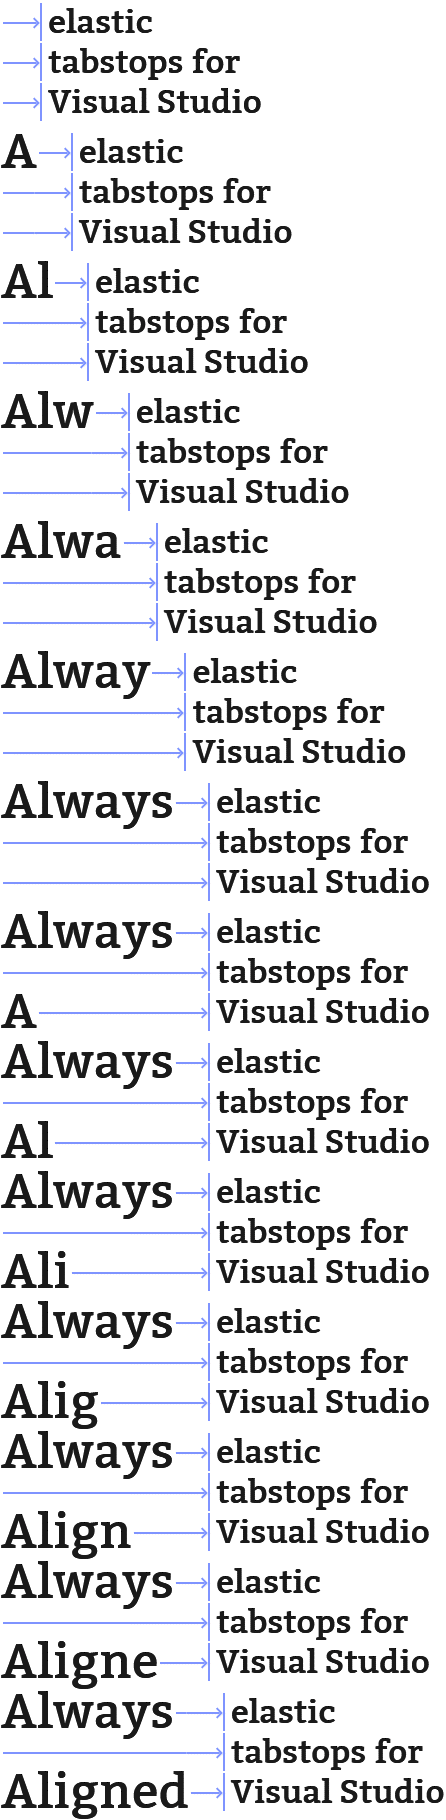 elastic
tabstops for
Visual Studio
A elastic
tabstops for
Visual Studio
Al elastic
tabstops for
Visual Studio
Alw elastic
tabstops for
Visual Studio
Alwa elastic
tabstops for
Visual Studio
Alway elastic
tabstops for
Visual Studio
Always elastic
tabstops for
Visual Studio
Always elastic
tabstops for
A Visual Studio
Always elastic
tabstops for
Al Visual Studio
Always elastic
tabstops for
Ali Visual Studio
Always elastic
tabstops for
Alig Visual Studio
Always elastic
tabstops for
Align Visual Studio
Always elastic
tabstops for
Aligne Visual Studio
Always elastic
tabstops for
Aligned Visual Studio